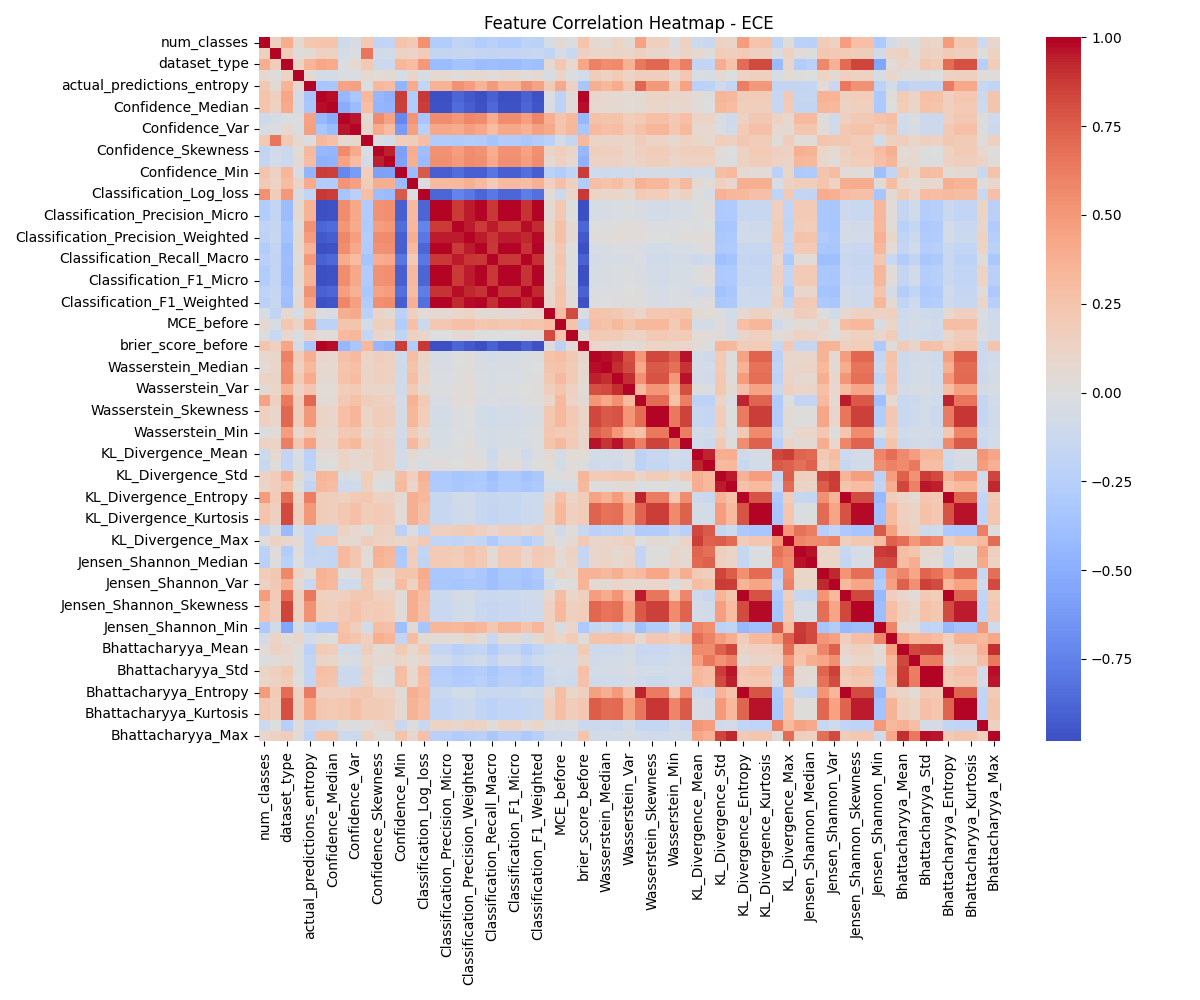 Feature Correlation Heatmap - ECE
num_classes
dataset_type
actual_predictions_entropy
Confidence_Median
Confidence_Var
Confidence_Skewness
Confidence_Min
Classification_Log_loss
Classification_Precision_Micro
Classification_Precision_Weighted
Classification_Recall_Macro
Classification_F1_Micro
Classification_F1_Weighted
MCE_before
brier_score_before
Wasserstein_Median
Wasserstein_Var
Wasserstein_Skewness
Wasserstein_Min
KL_Divergence_Mean
KL_Divergence_Std
KL_Divergence_Entropy
KL_Divergence_Kurtosis
KL_Divergence_Max
Jensen_Shannon_Median
Jensen_Shannon_Var
Jensen_Shannon_Skewness
Jensen_Shannon_Min
Bhattacharyya_Mean
Bhattacharyya_Std
Bhattacharyya_Entropy
Bhattacharyya_Kurtosis
Bhattacharyya_Max
num_classes
dataset_type
actual_predictions_entropy
Confidence_Median
Confidence_Var
Confidence_Skewness
Confidence_Min
Classification_Log_loss
Classification_Precision_Micro
Classification_Precision_Weighted
Classification_Recall_Macro
Classification_F1_Micro
Classification_F1_Weighted
MCE_before
brier_score_before
Wasserstein_Median
Wasserstein_Var
Wasserstein_Skewness
Wasserstein_Min
KL_Divergence_Mean
KL_Divergence_Std
KL_Divergence_Entropy
KL_Divergence_Kurtosis
KL_Divergence_Max
Jensen_Shannon_Median
Jensen_Shannon_Var
Jensen_Shannon_Skewness
Jensen_Shannon_Min
Bhattacharyya_Mean
Bhattacharyya_Std
Bhattacharyya_Entropy
Bhattacharyya_Kurtosis
Bhattacharyya_Max
1.00
0.75
0.50
0.25
0.00
−0.25
−0.50
−0.75